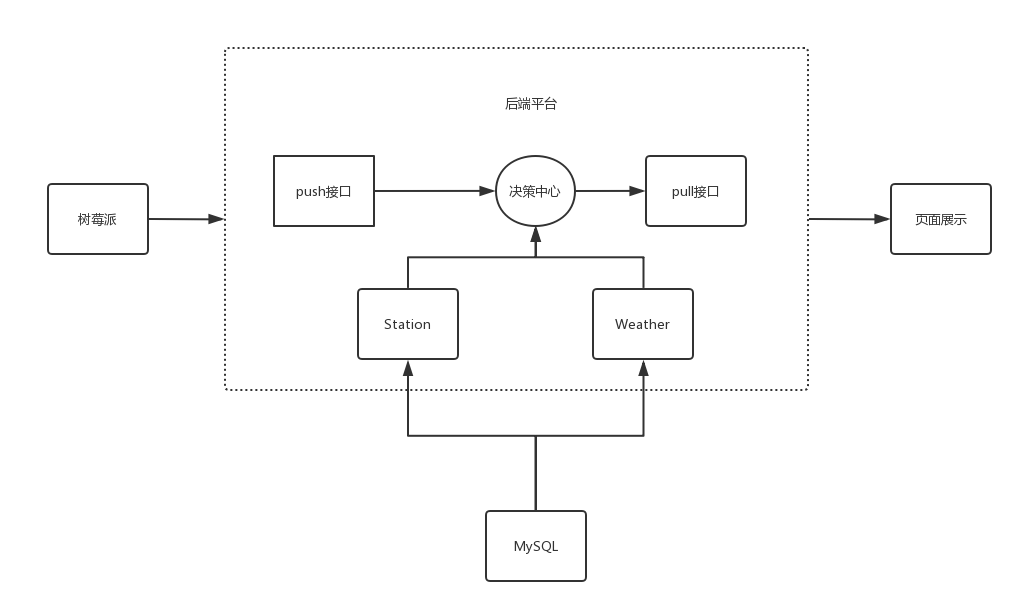 后端平台
push接口
决策中心
pull接口
树莓派
页面展示
Station
Weather
MySQL